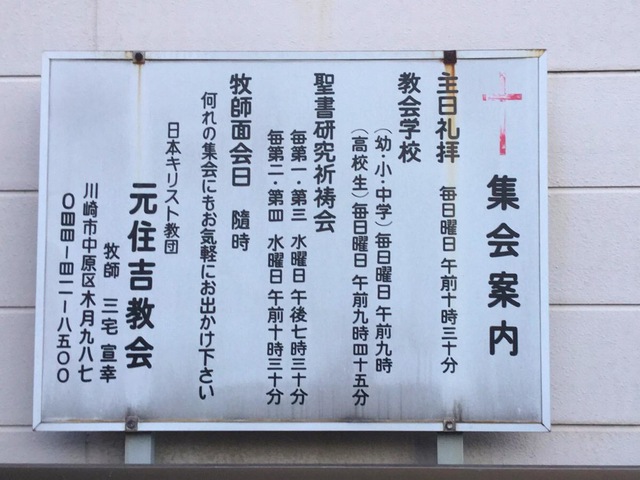 集会案内
主日礼拝 毎日曜日 午前十時三十分
教会学校
(幼・小・中学)毎日曜日 午前九時
(高校生)毎日曜日 午前九時四十五分
聖書研究祈祷会
毎第一・第三 水曜日 午後七時三十分
毎第二・第四 水曜日 午前十時三十分
牧師面会日 随時
何れの集会にもお気軽にお出かけ下さい
日本キリスト教団
元住吉教会
牧師 三宅宣幸
川崎市中原区木月九八七
〇四四-四一一-八五〇〇